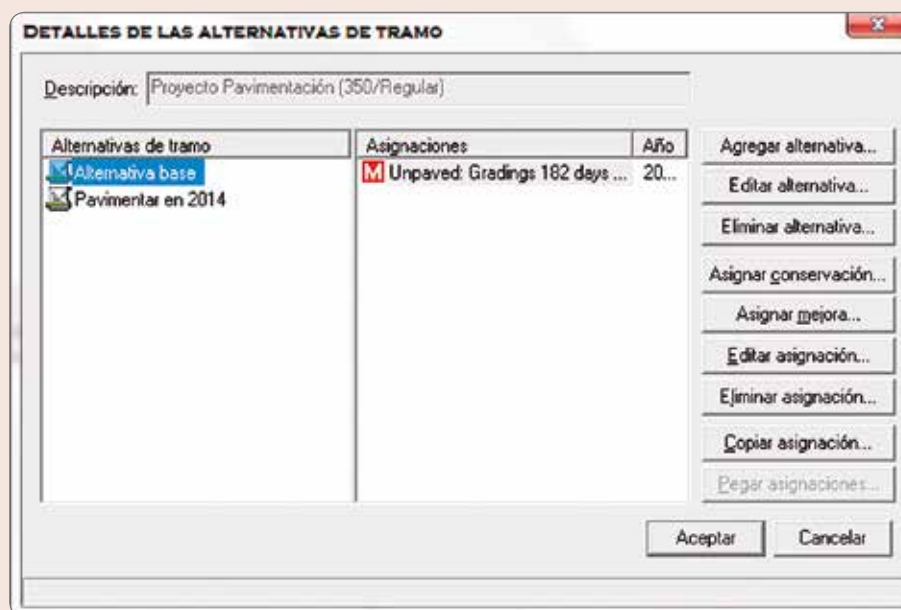 DETALLES DE LAS ALTERNATIVAS DE TRAMO
Descripción: Proyecto Pavimentación (350/Regular)
Alternativas de tramo Asignaciones Año
Alternativa base M Unpaved: Gradings 182 days ... 20...
Pavimentar en 2014
Agregar alternativa...
Editar alternativa...
Eliminar alternativa...
Asignar conservación...
Asignar mejora...
Editar asignación...
Eliminar asignación...
Copiar asignación...
Pegar asignaciones...
Aceptar Cancelar